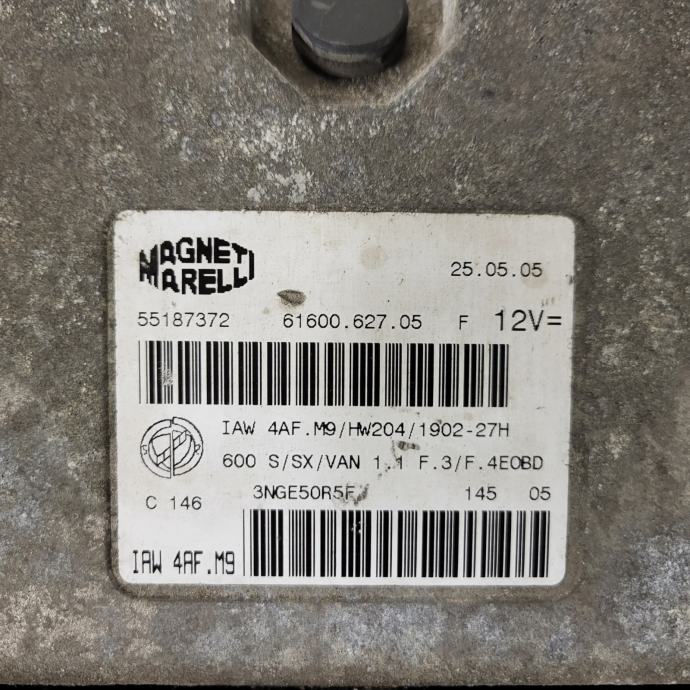 MAGNETI
MARELLI
25.05.05
55187372 61600.627.05 F 12V=
IAW 4AF.M9/HW204/1902-27H
600 S/SX/VAN 1.1 F.3/F.4EOBD
3NGE50R5F 145 05
C 146
IAW 4AF.M9